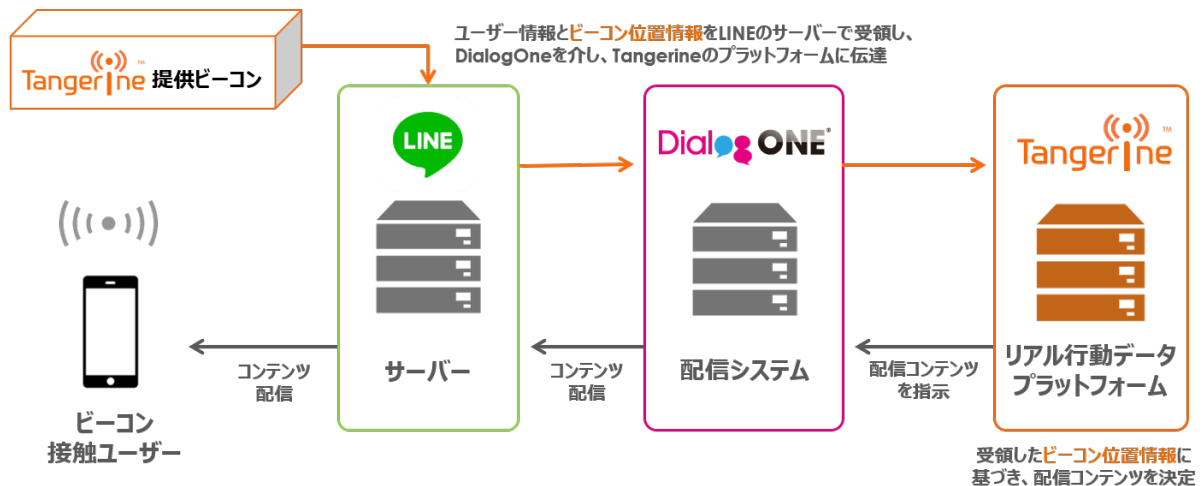 ユーザー情報とビーコン位置情報をLINEのサーバーで受領し、
DialogOneを介し、Tangerineのプラットフォームに伝達
Tangerine™ 提供ビーコン
LINE
DialogONE®
Tangerine™
サーバー
配信システム
リアル行動データ
プラットフォーム
コンテンツ
配信
コンテンツ
配信
配信コンテンツ
を指示
ビーコン
接触ユーザー
受領したビーコン位置情報に
基づき、配信コンテンツを決定